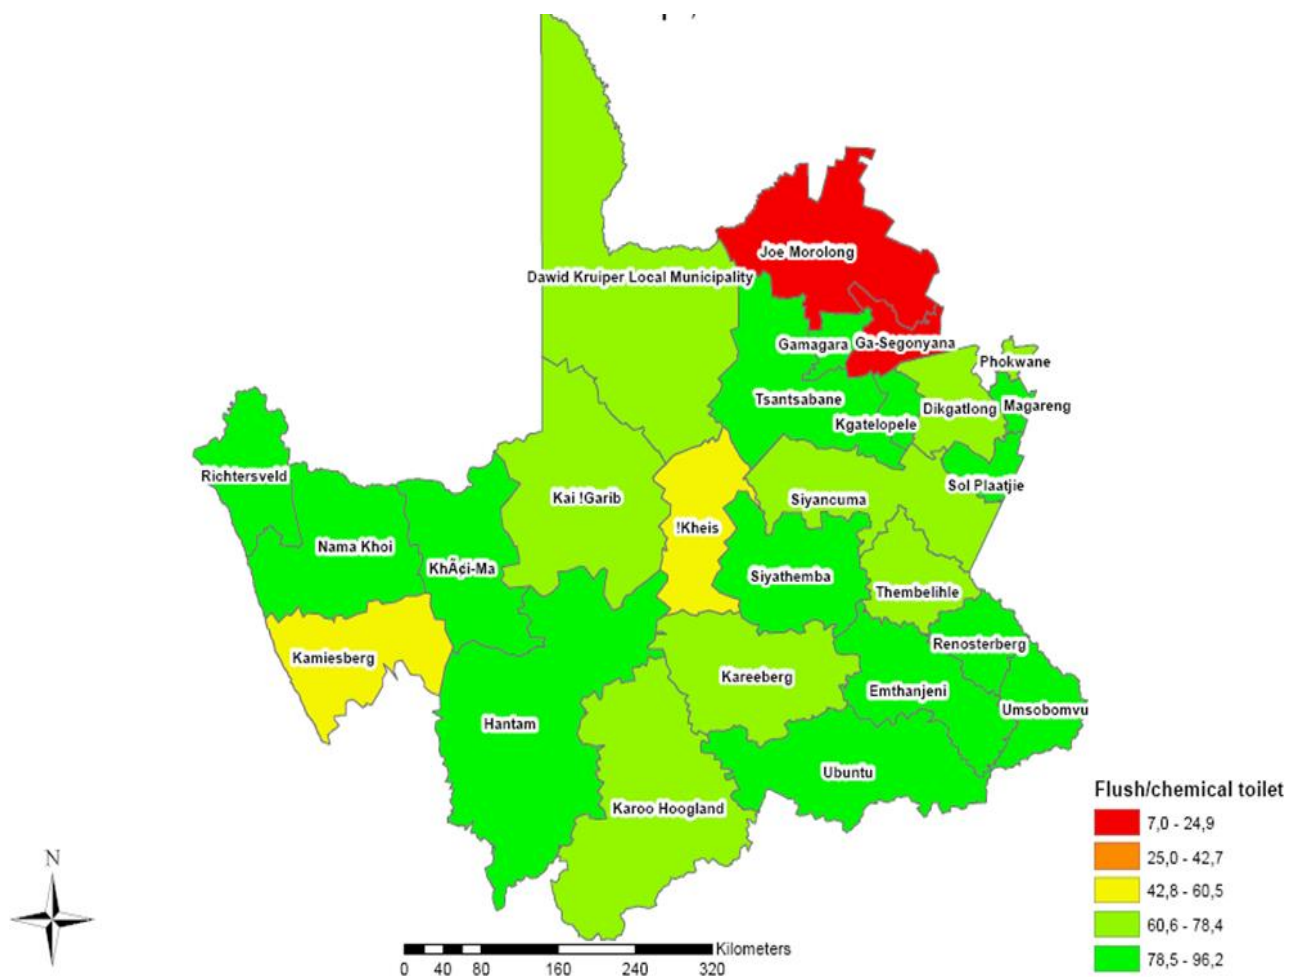 Joe Morolong
Dawid Kruiper Local Municipality
Gamagara
Ga-Segonyana
Phokwane
Tsantsabane
Dikgatlong
Magareng
Kgatelopele
Richtersveld
Sol Plaatjie
Kai !Garib
Siyancuma
!Kheis
Nama Khoi
KhÃ¢i-Ma
Siyathemba
Thembelihle
Renosterberg
Kamiesberg
Kareeberg
Emthanjeni
Umsobomvu
Hantam
Ubuntu
Karoo Hoogland
Flush/chemical toilet
7,0 - 24,9
25,0 - 42,7
42,8 - 60,5
60,6 - 78,4
78,5 - 96,2
N
Kilometers
0 40 80 160 240 320